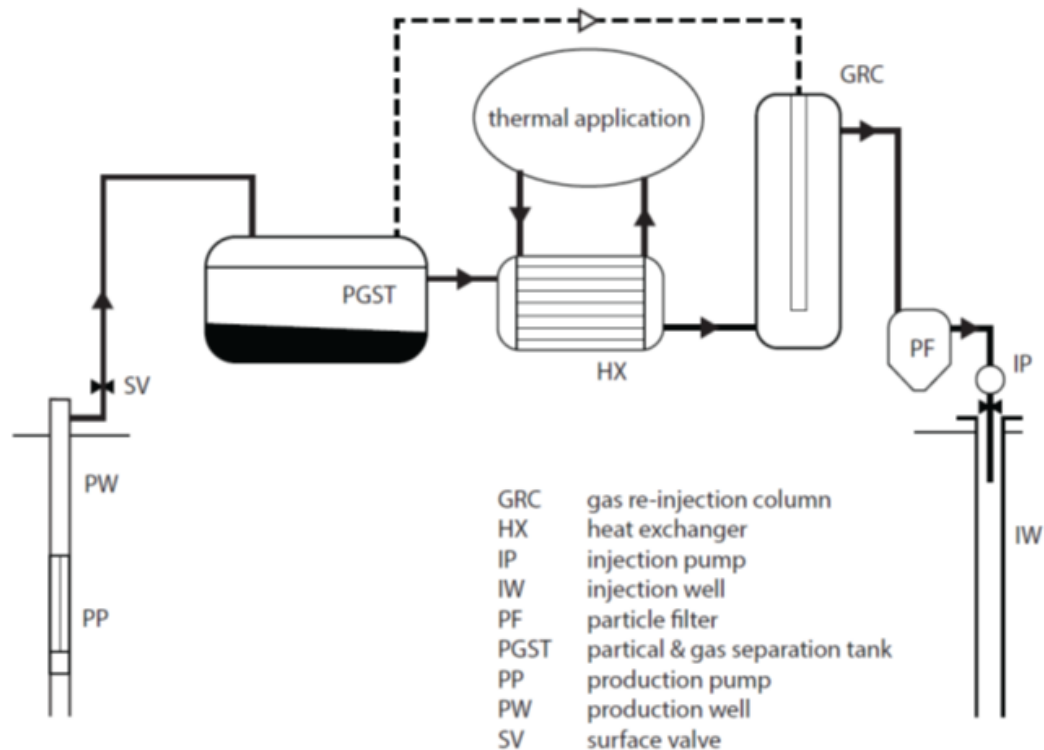 GRC
thermal application
PGST
SV
HX
PF
IP
PW
IW
PP
GRC gas re-injection column
HX heat exchanger
IP injection pump
IW injection well
PF particle filter
PGST partical & gas separation tank
PP production pump
PW production well
SV surface valve